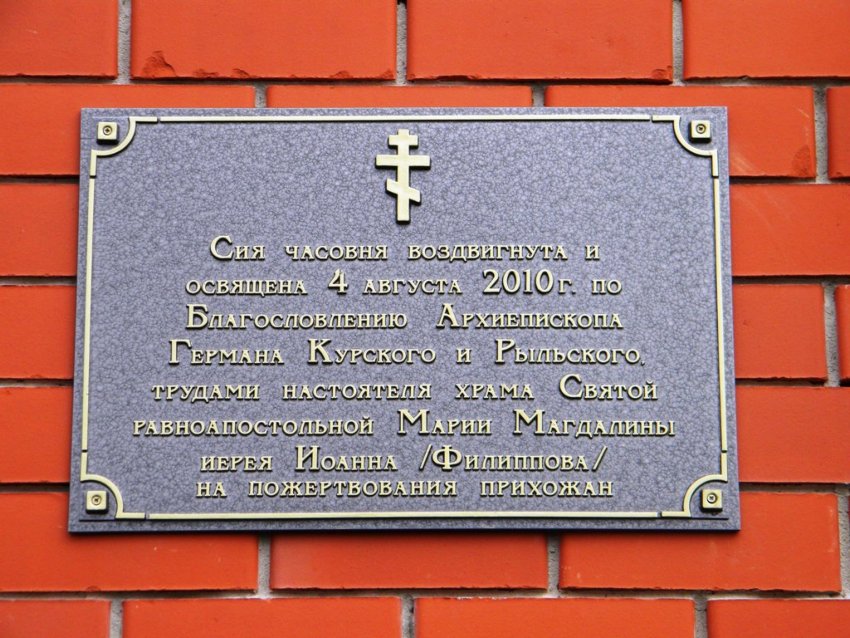 Сия часовня воздвигнута и
освящена 4 августа 2010г. по
Благословлению Архиепископа
Германа Курского и Рыльского,
трудами настоятеля храма Святой
равноапостольной Марии Магдалины
иерея Иоанна /Филиппова/
на пожертвования прихожан